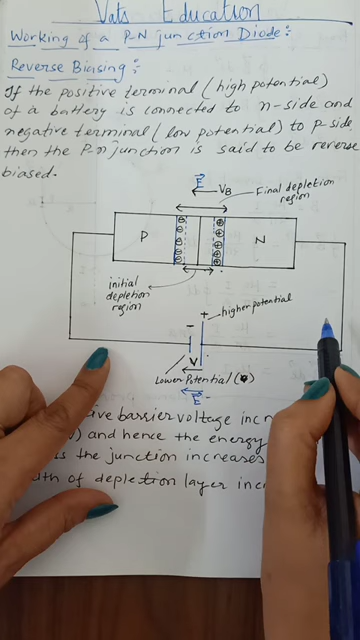 Vats Education
Working of a P-N junction Diode:-
Reverse Biasing:-
If the positive terminal (high potential)
of a battery is connected to n-side and
negative terminal (low potential) to p-side
then the P-n junction is said to be reverse
biased.
E VB
Final depletion
region
P N
initial
depletion
region
+ higher potential
-
V
Lower Potential (
E
ve barrier voltage inc
v) and hence the energy
s the junction increases
dth of depletion layer inc